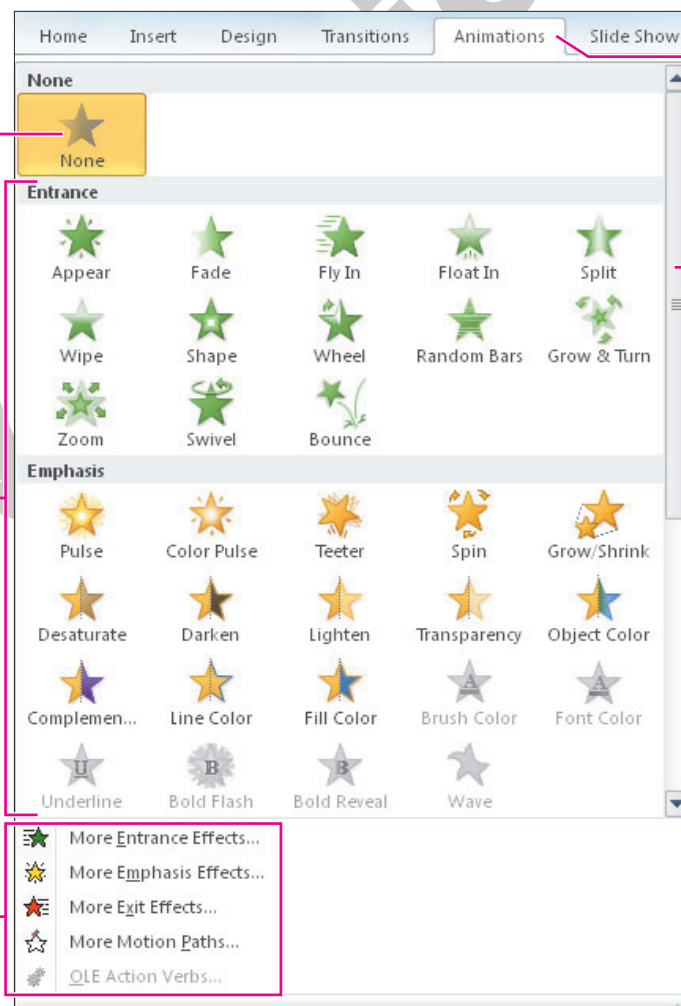 Home Insert Design Transitions Animations Slide Show
None
None
Entrance
Appear Fade Fly In Float In Split
Wipe Shape Wheel Random Bars Grow & Turn
Zoom Swivel Bounce
Emphasis
Pulse Color Pulse Teeter Spin Grow/Shrink
Desaturate Darken Lighten Transparency Object Color
Complemen... Line Color Fill Color Brush Color Font Color
Underline Bold Flash Bold Reveal Wave
More Entrance Effects...
More Emphasis Effects...
More Exit Effects...
More Motion Paths...
OLE Action Verbs...